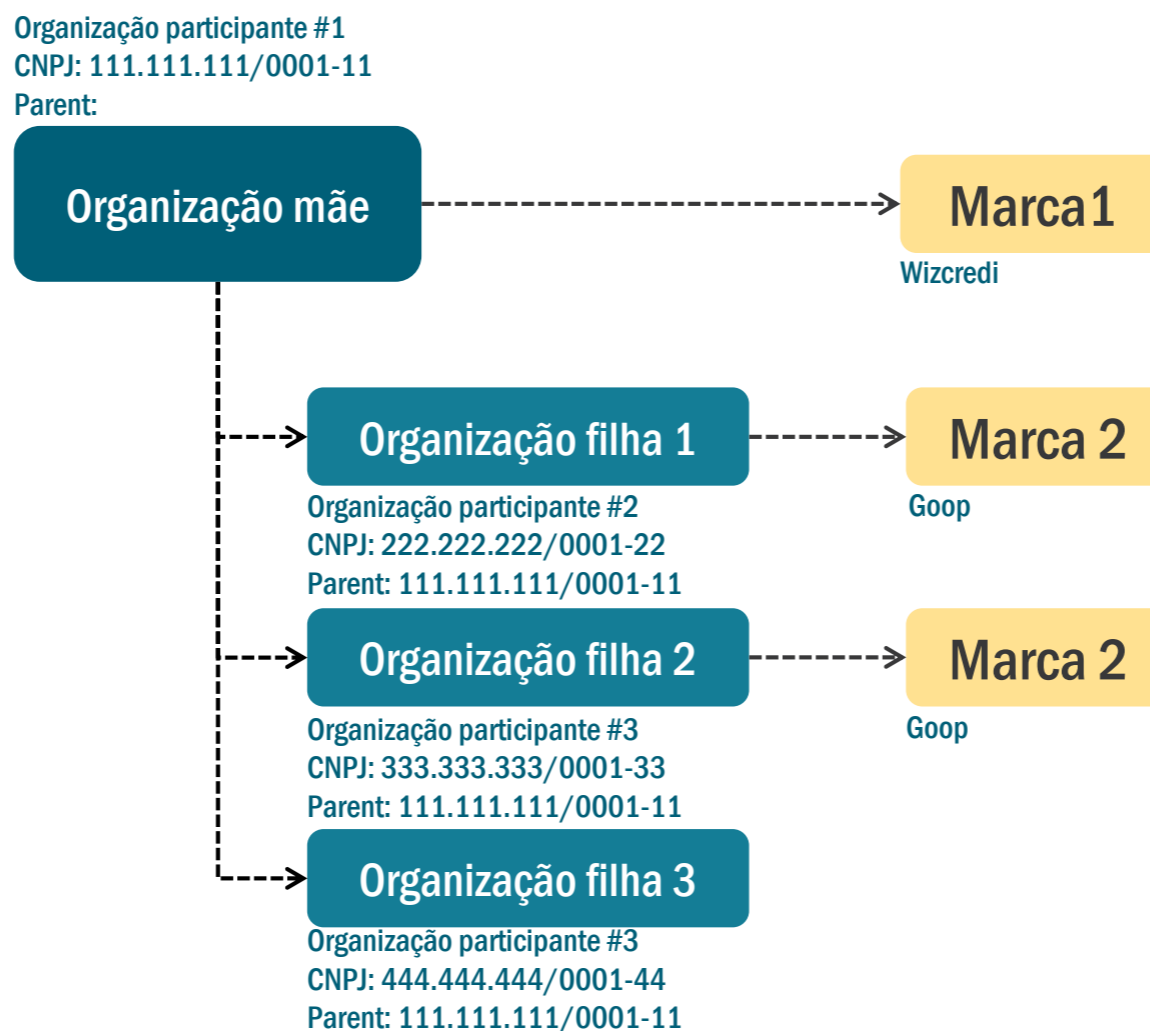 Organização participante #1
CNPJ: 111.111.111/0001-11
Parent:
Organização mãe
Marca1
Wizcredi
Organização filha 1
Marca 2
Organização participante #2
Goop
CNPJ: 222.222.222/0001-22
Parent: 111.111.111/0001-11
Organização filha 2
Marca 2
Organização participante #3
Goop
CNPJ: 333.333.333/0001-33
Parent: 111.111.111/0001-11
Organização filha 3
Organização participante #3
CNPJ: 444.444.444/0001-44
Parent: 111.111.111/0001-11